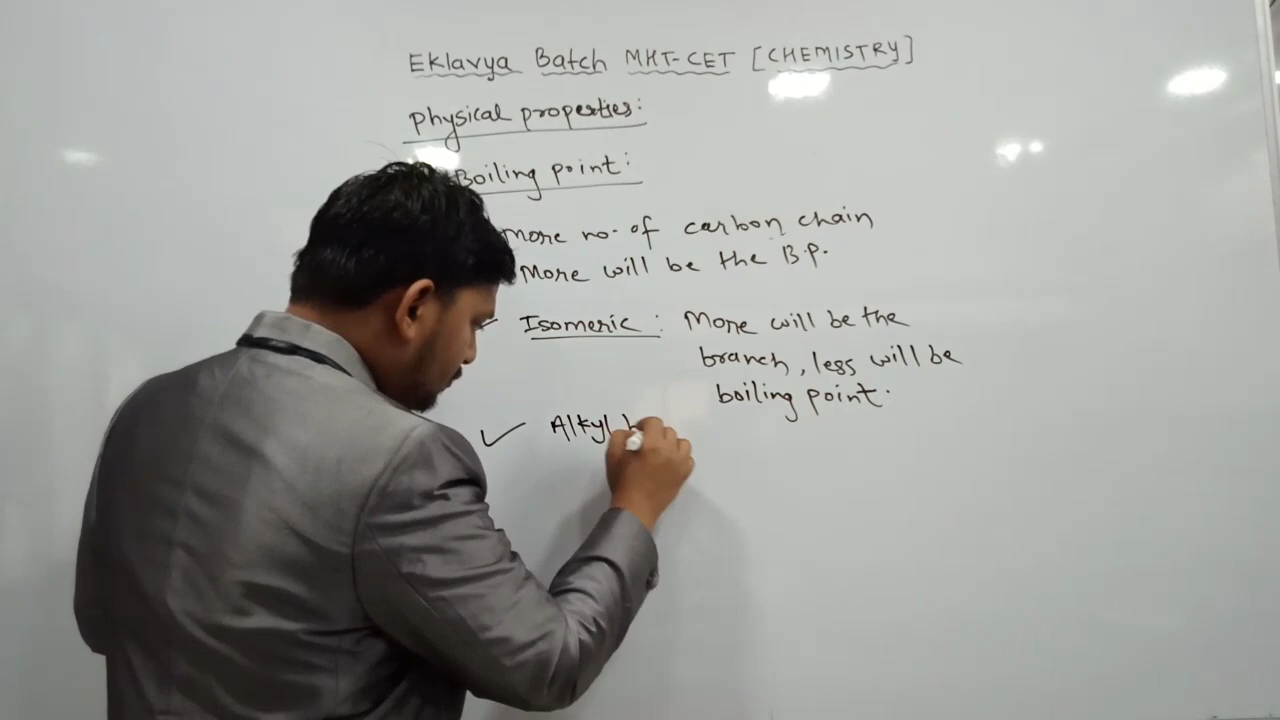 Eklavya Batch MHT-CET [CHEMISTRY]
Physical properties:
Boiling point:
More no. of carbon chain
More will be the B.P.
Isomeric : More will be the
branch, less will be
boiling point.
✓ Alkyl h